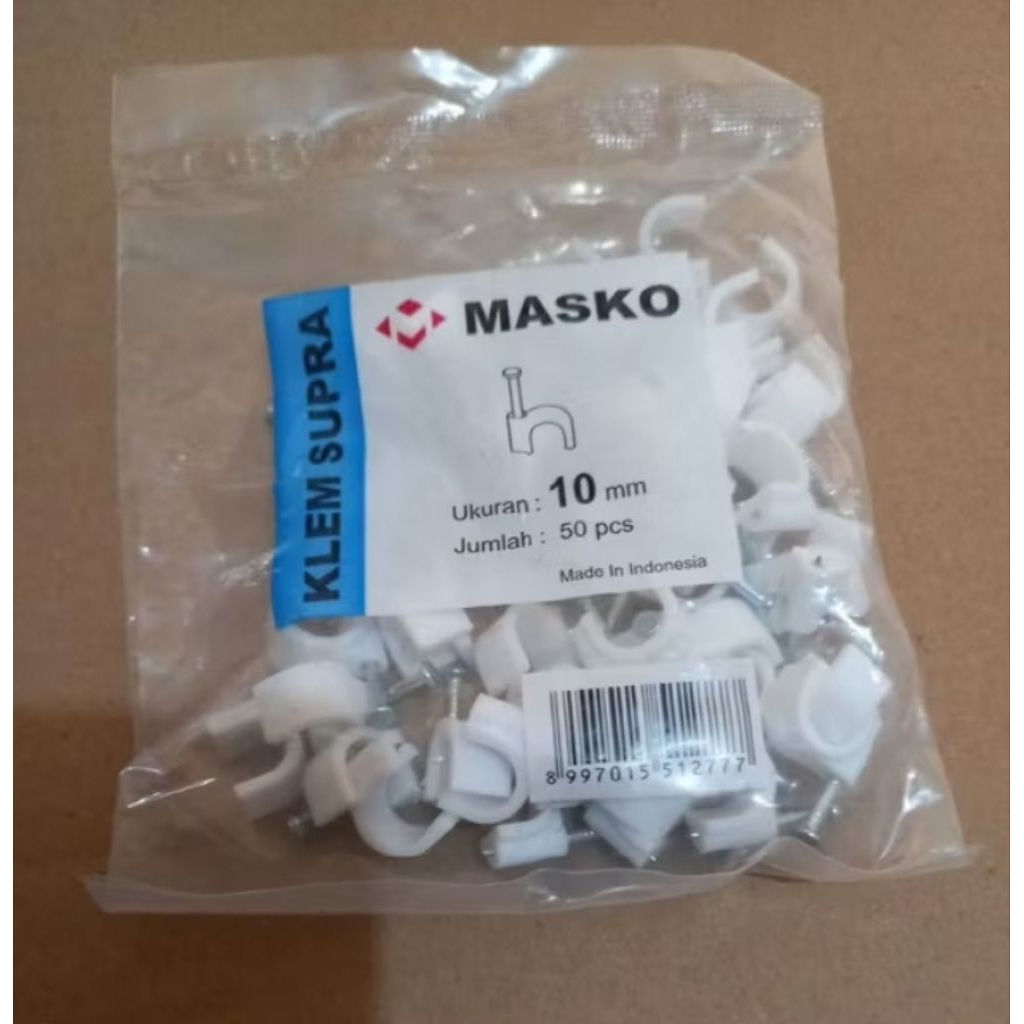 KLEM SUPRA
MASKO
Ukuran : 10 mm
Jumlah : 50 pcs
Made In Indonesia
8 997015 512777